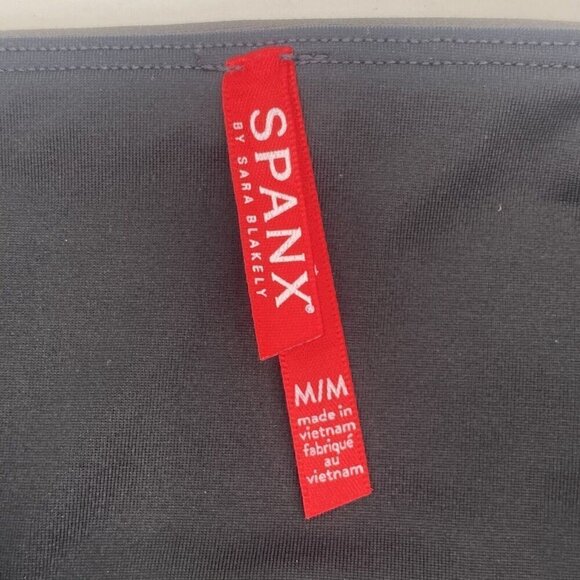 SPANX®
BY SARA BLAKELY
M/M
made in
vietnam
fabriqué
au
vietnam